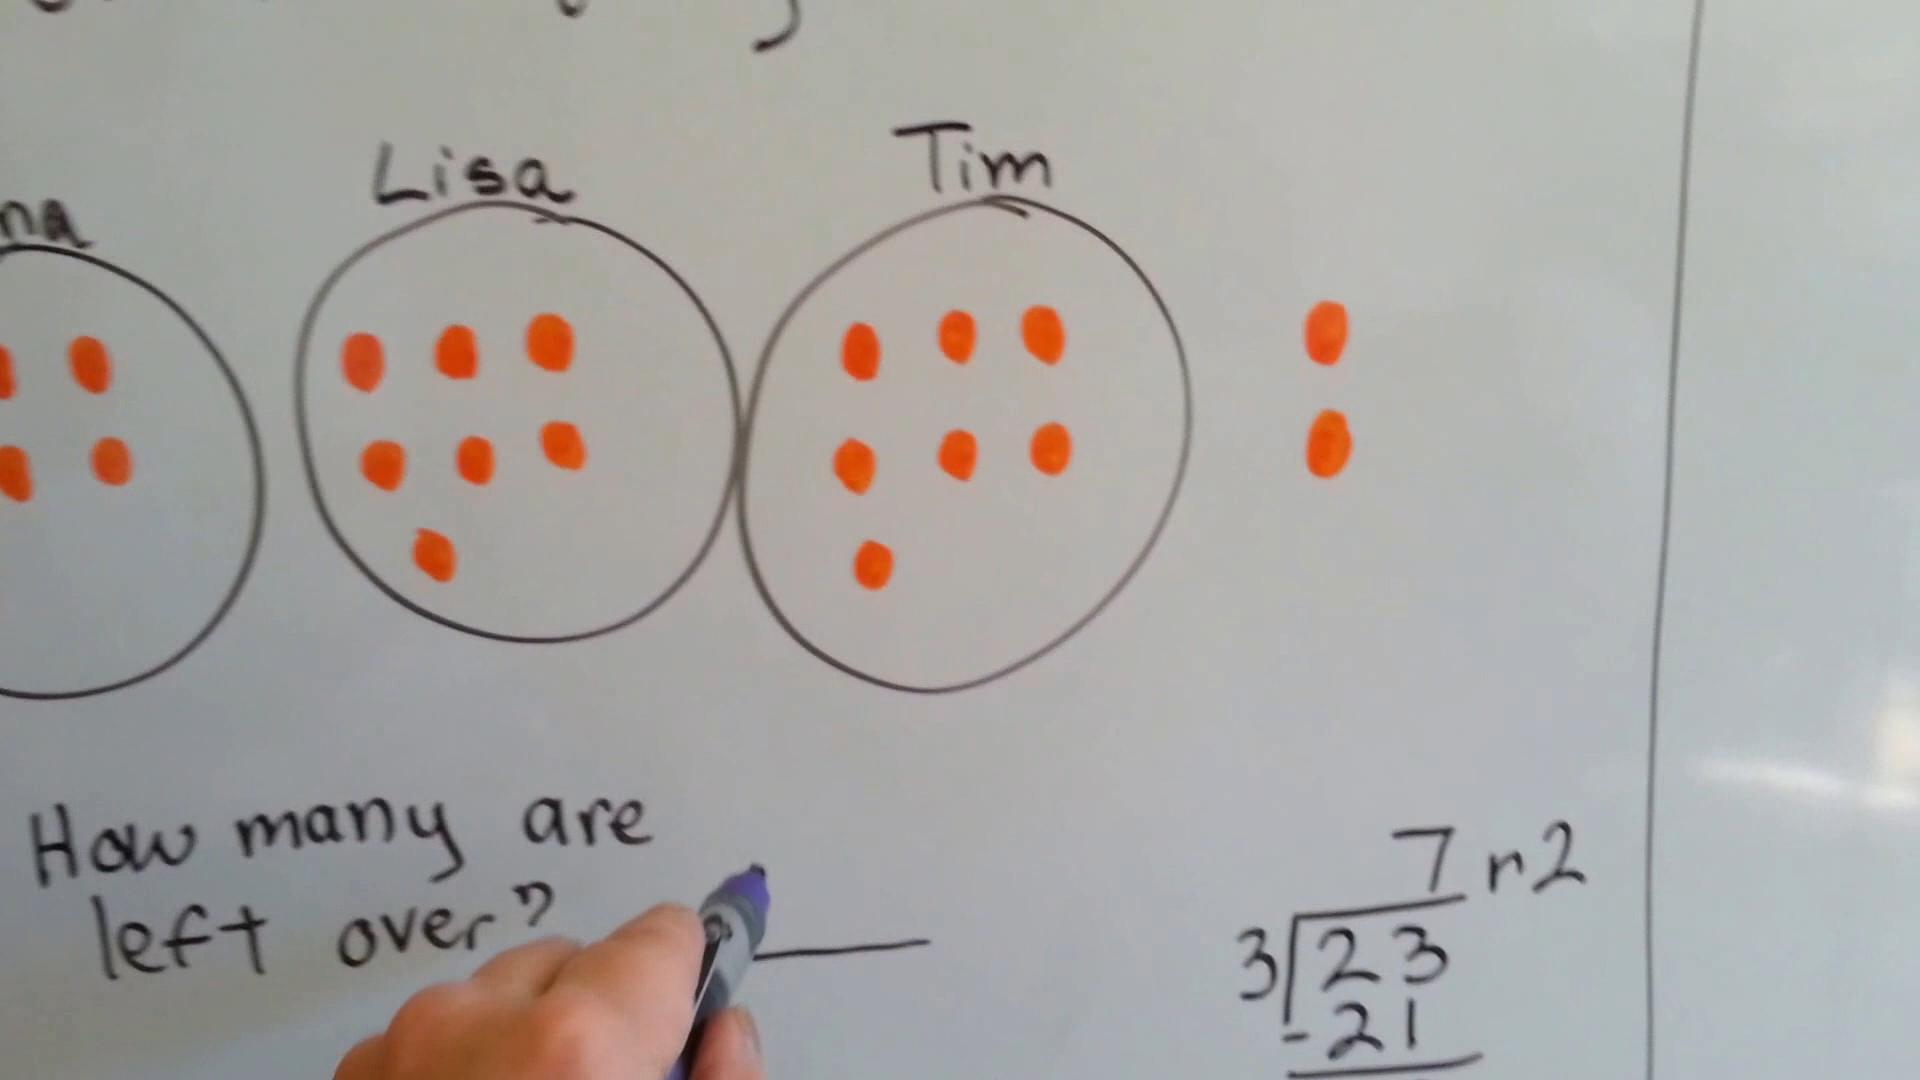 na
Lisa
Tim
How many are
left over?
7 r2
3 23
-21